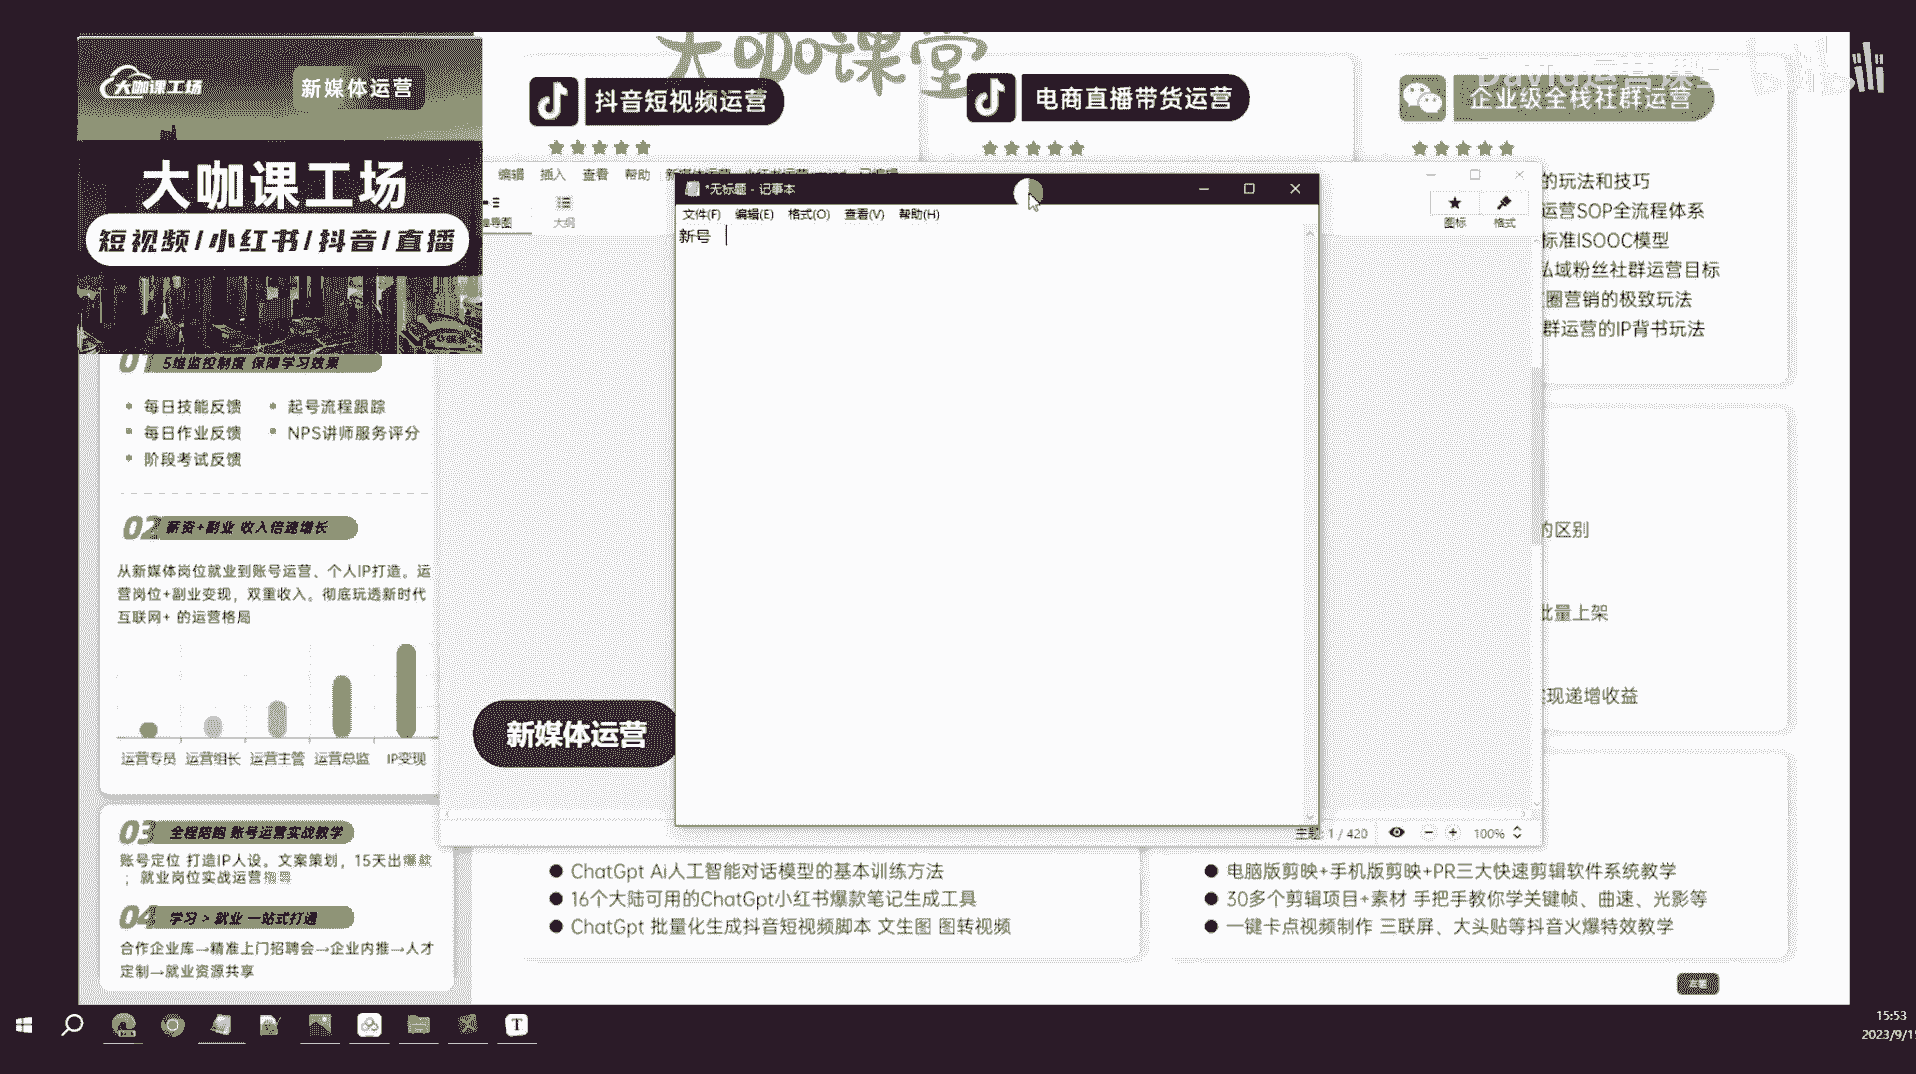 大咖课工场
新媒体运营
大咖课工场
短视频/小红书/抖音/直播
大咖课堂
抖音短视频运营
电商直播带货运营
企业级全栈社群运营
的玩法和技巧
运营SOP全流程体系
标准ISOOC模型
私域粉丝社群运营目标
圈营销的极致玩法
群运营的IP背书玩法
编辑 插入 查看 帮助
大纲
图标 格式
*无标题 - 记事本
文件(F) 编辑(E) 格式(O) 查看(V) 帮助(H)
新号
01 5维监控制度 保障学习效果
每日技能反馈 起号流程跟踪
每日作业反馈 NPS讲师服务评分
阶段考试反馈
02 薪资+副业 收入倍速增长
从新媒体岗位就业到账号运营、个人IP打造。运
营岗位+副业变现，双重收入。彻底玩透新时代
互联网+ 的运营格局
运营专员 运营组长 运营主管 运营总监 IP变现
03 全程陪跑 账号运营实战教学
账号定位 打造IP人设。文案策划，15天出爆款
；就业岗位实战运营指导
04 学习 > 就业 一站式打通
合作企业库→精准上门招聘会→企业内推→人才
定制→就业资源共享
新媒体运营
的区别
批量上架
实现递增收益
主题: 1 / 420
100%
ChatGpt Ai人工智能对话模型的基本训练方法
16个大陆可用的ChatGpt小红书爆款笔记生成工具
ChatGpt 批量化生成抖音短视频脚本 文生图 图转视频
电脑版剪映+手机版剪映+PR三大快速剪辑软件系统教学
30多个剪辑项目+素材 手把手教你学关键帧、曲速、光影等
一键卡点视频制作 三联屏、大头贴等抖音火爆特效教学
15:53
2023/9/15